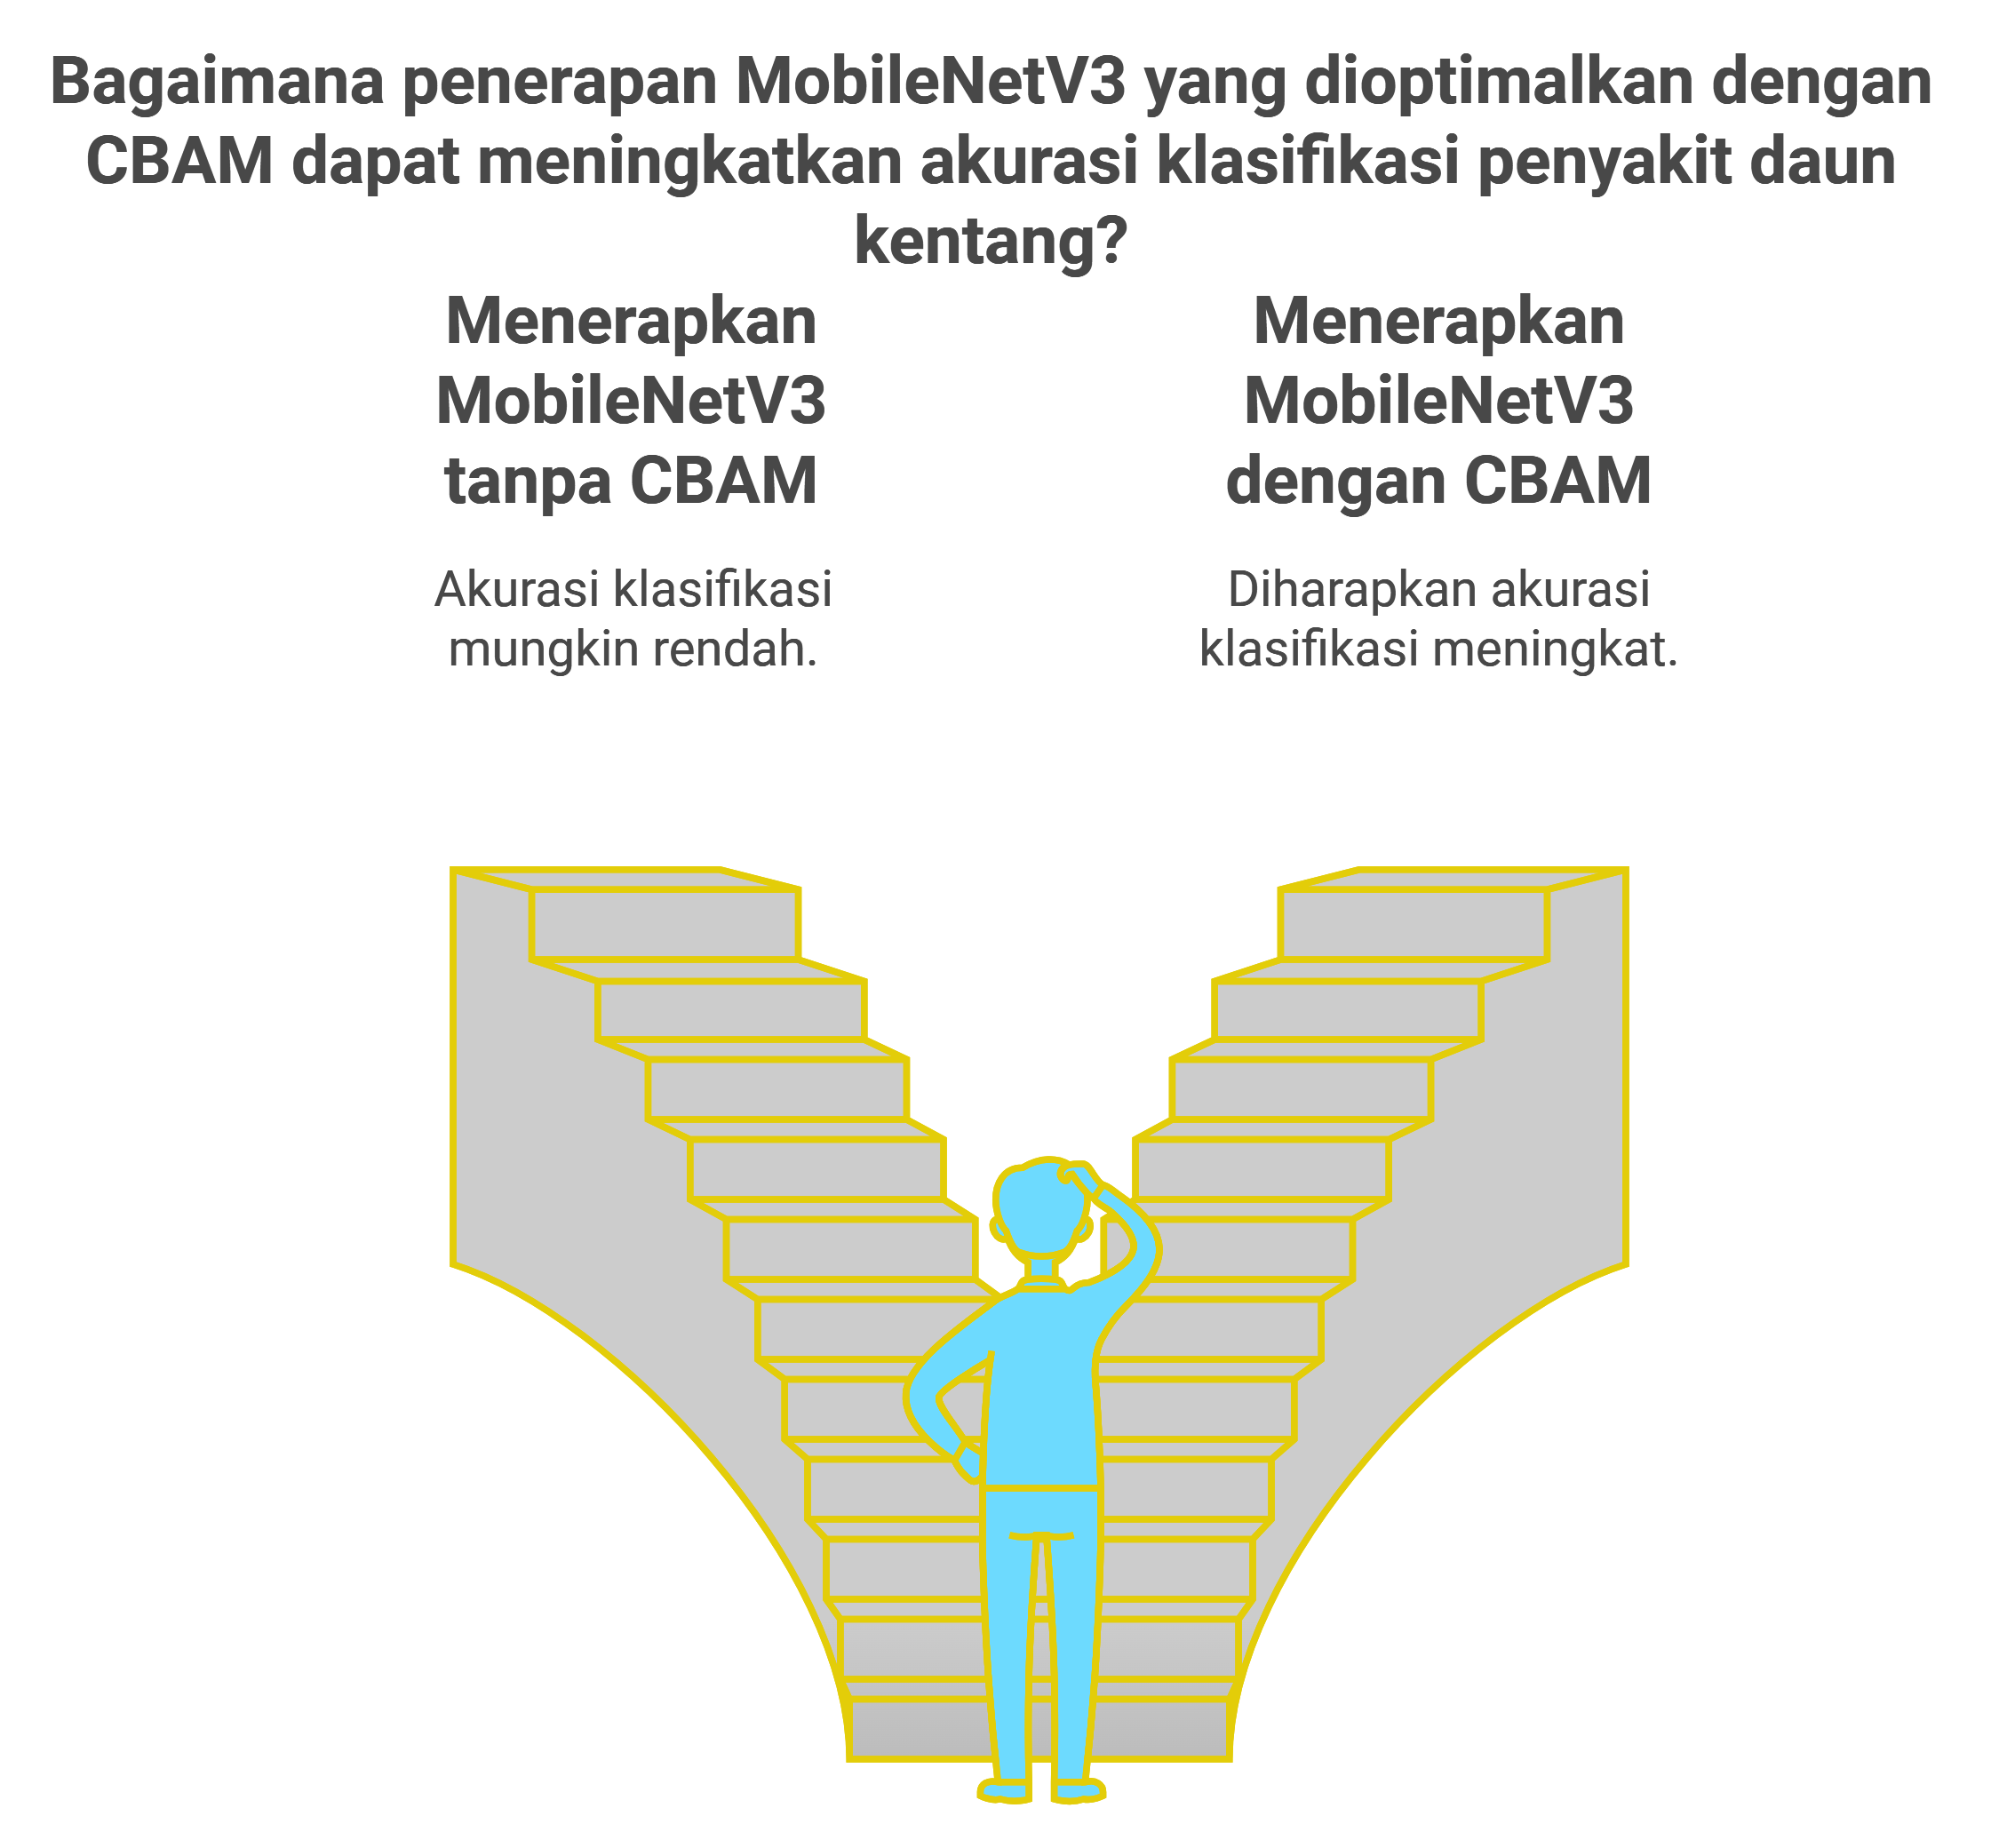 Bagaimana penerapan MobileNetV3 yang dioptimalkan dengan
CBAM dapat meningkatkan akurasi klasifikasi penyakit daun
kentang?
Menerapkan
MobileNetV3
tanpa CBAM
Akurasi klasifikasi
mungkin rendah.
Menerapkan
MobileNetV3
dengan CBAM
Diharapkan akurasi
klasifikasi meningkat.